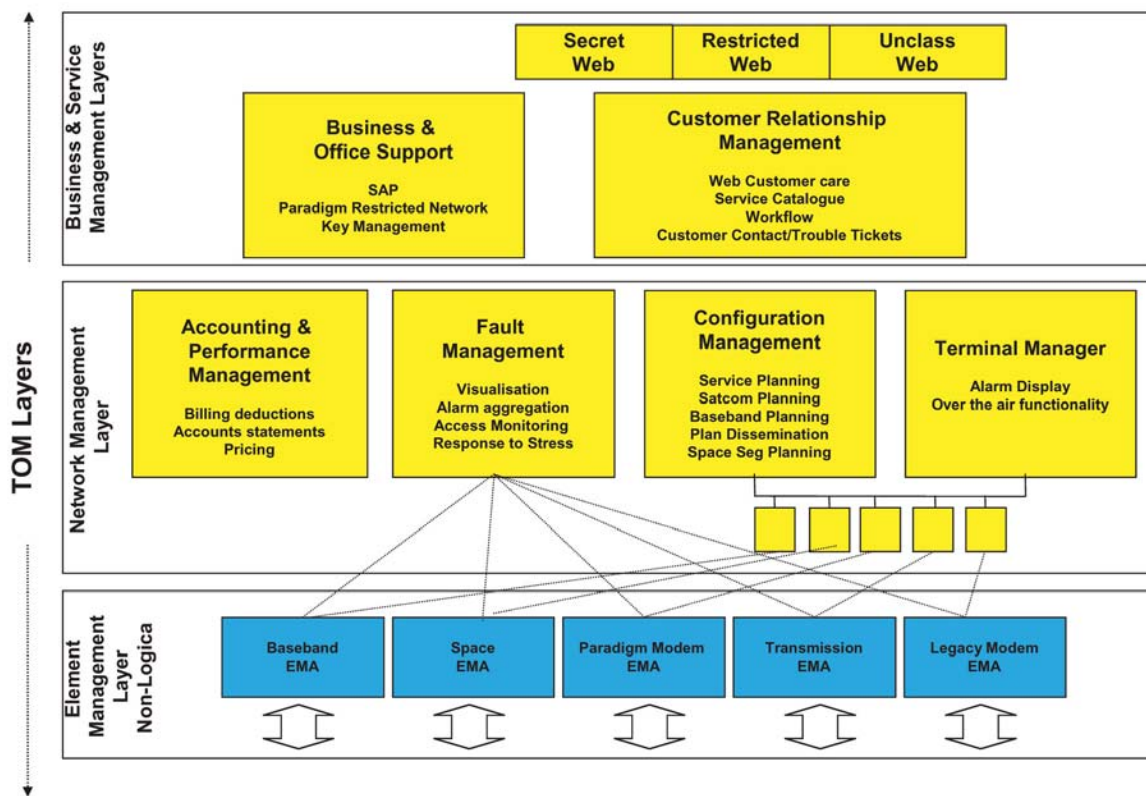 TOM Layers
Business & Service
Management Layers
Secret
Web
Restricted
Web
Unclass
Web
Business &
Office Support
SAP
Paradigm Restricted Network
Key Management
Customer Relationship
Management
Web Customer care
Service Catalogue
Workflow
Customer Contact/Trouble Tickets
Network Management
Layer
Accounting &
Performance
Management
Billing deductions
Accounts statements
Pricing
Fault
Management
Visualisation
Alarm aggregation
Access Monitoring
Response to Stress
Configuration
Management
Service Planning
Satcom Planning
Baseband Planning
Plan Dissemination
Space Seg Planning
Terminal Manager
Alarm Display
Over the air functionality
Element
Management
Layer
Non-Logica
Baseband
EMA
Space
EMA
Paradigm Modem
EMA
Transmission
EMA
Legacy Modem
EMA